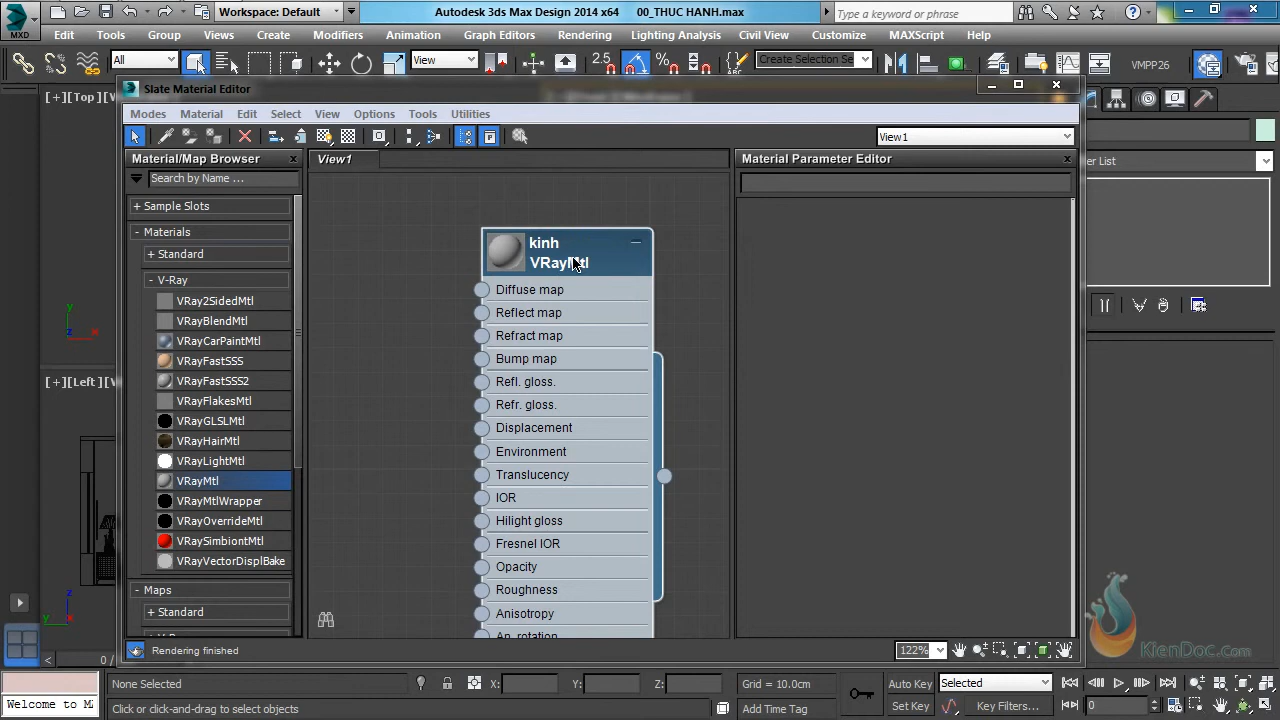 MXD
Workspace: Default
Autodesk 3ds Max Design 2014 x64
00_THUC HANH.max
Type a keyword or phrase
Edit
Tools
Group
Views
Create
Modifiers
Animation
Graph Editors
Rendering
Lighting Analysis
Civil View
Customize
MAXScript
Help
All
View
2.5
Create Selection Se
VMPP26
[+][Top][
Slate Material Editor
Modes
Material
Edit
Select
View
Options
Tools
Utilities
View1
Material/Map Browser
View1
Material Parameter Editor
Search by Name ...
er List
+ Sample Slots
- Materials
+ Standard
- V-Ray
VRay2SidedMtl
VRayBlendMtl
VRayCarPaintMtl
VRayFastSSS
VRayFastSSS2
VRayFlakesMtl
VRayGLSLMtl
VRayHairMtl
VRayLightMtl
VRayMtl
VRayMtlWrapper
VRayOverrideMtl
VRaySimbiontMtl
VRayVectorDisplBake
- Maps
+ Standard
kinh
VRayMtl
Diffuse map
Reflect map
Refract map
Bump map
Refl. gloss.
Refr. gloss.
Displacement
Environment
Translucency
IOR
Hilight gloss
Fresnel IOR
Opacity
Roughness
Anisotropy
An. rotation
y
x
z
[+][Left][
z
y
x
KienDoc.com
Rendering finished
122%
< 0 /
None Selected
X:
Y:
Z:
Grid = 10.0cm
Auto Key
Selected
Welcome to M
Click or click-and-drag to select objects
Add Time Tag
Set Key
Key Filters...
0